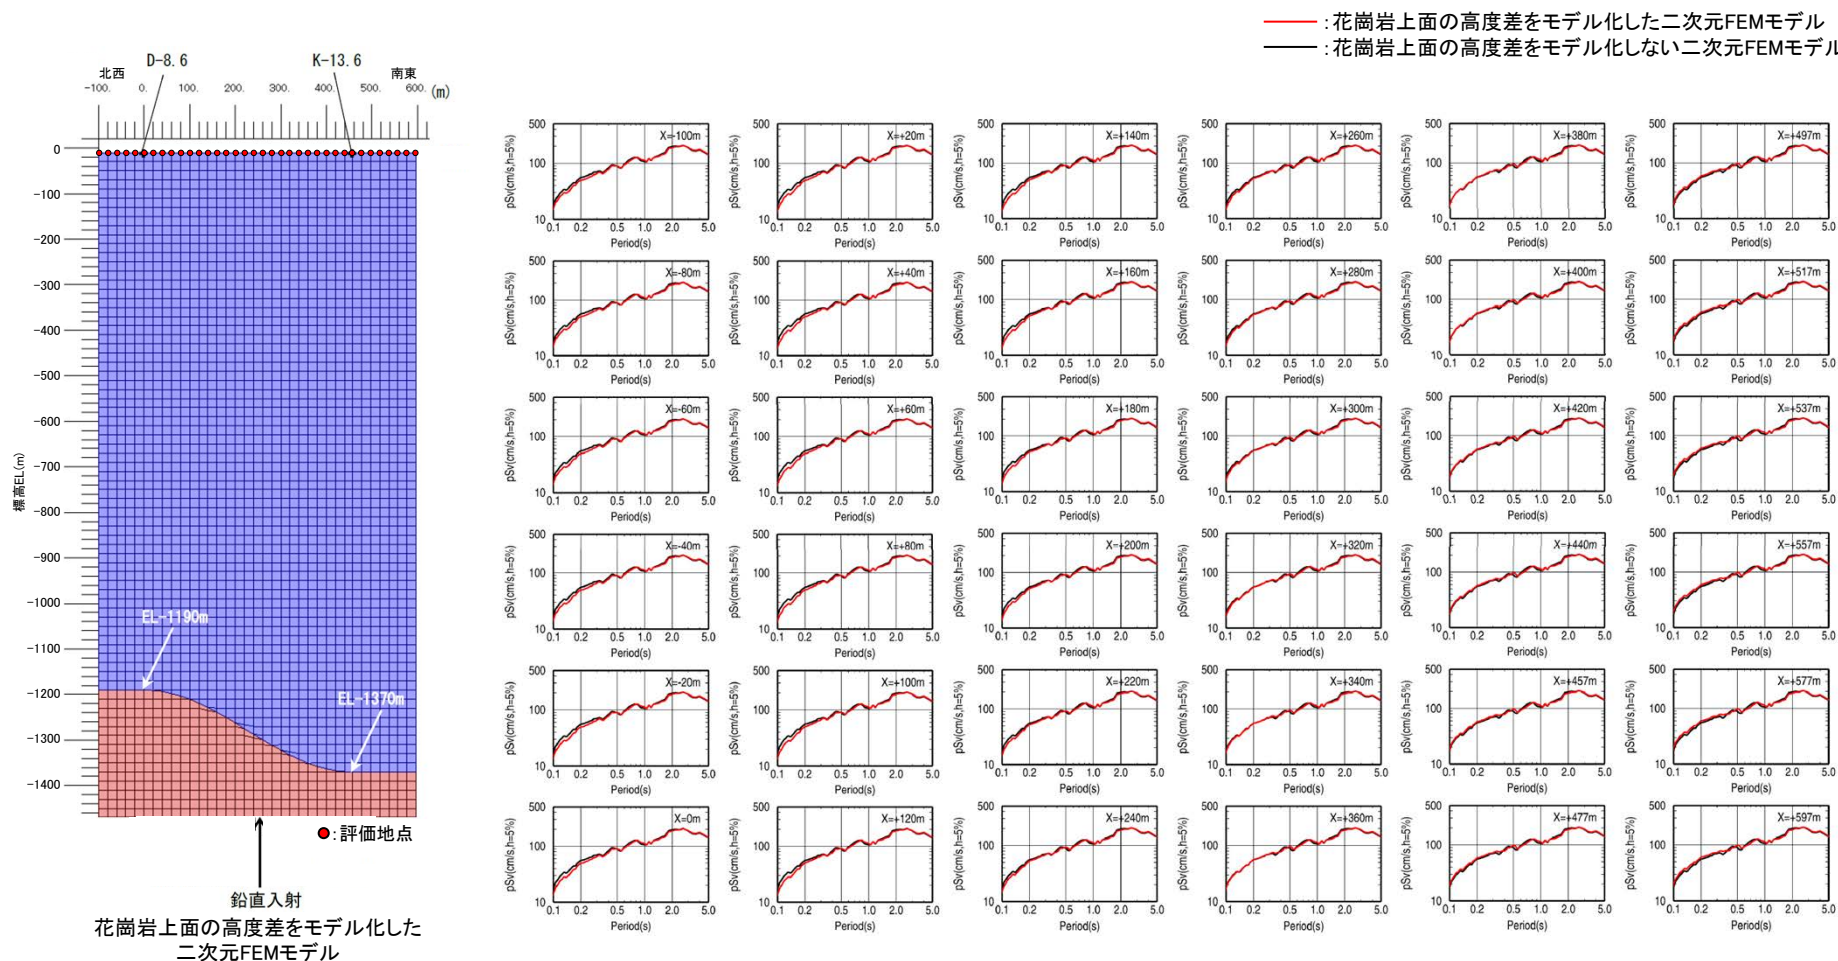 :花崗岩上面の高度差をモデル化した二次元FEMモデル
:花崗岩上面の高度差をモデル化しない二次元FEMモデル
D-8.6
K-13.6
北西
南東
-100.
0.
100.
200.
300.
400.
500.
600.
(m)
0
-100
-200
-300
-400
-500
-600
-700
-800
-900
-1000
-1100
-1200
-1300
-1400
標高EL(m)
EL-1190m
EL-1370m
●:評価地点
鉛直入射
花崗岩上面の高度差をモデル化した
二次元FEMモデル
pSv(cm/s,h=5%)
500
100
10
0.1 0.2 0.5 1.0 2.0 5.0
Period(s)
X=-100m
X=+20m
X=+140m
X=+260m
X=+380m
X=+497m
X=-80m
X=+40m
X=+160m
X=+280m
X=+400m
X=+517m
X=-60m
X=+60m
X=+180m
X=+300m
X=+420m
X=+537m
X=-40m
X=+80m
X=+200m
X=+320m
X=+440m
X=+557m
X=-20m
X=+100m
X=+220m
X=+340m
X=+457m
X=+577m
X=0m
X=+120m
X=+240m
X=+360m
X=+477m
X=+597m